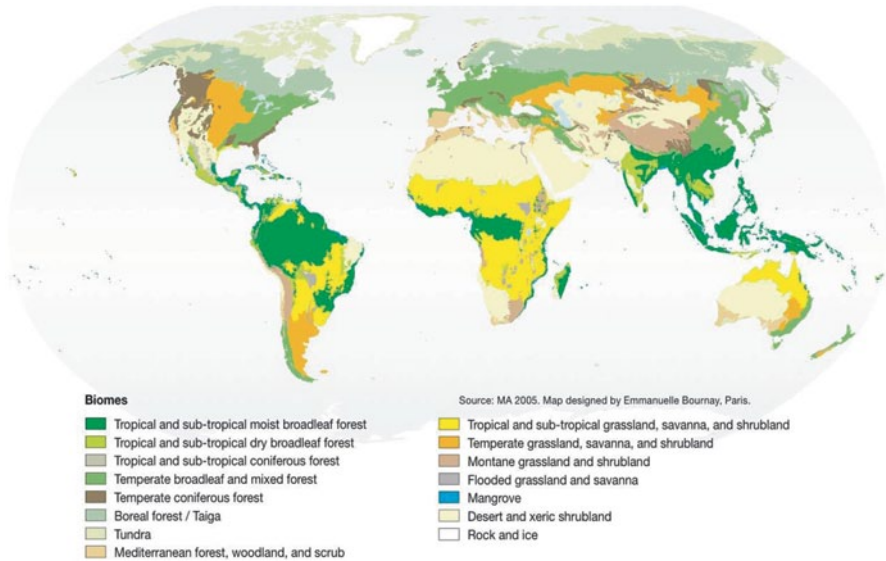 Biomes
Source: MA 2005. Map designed by Emmanuelle Bournay, Paris.
Tropical and sub-tropical moist broadleaf forest
Tropical and sub-tropical dry broadleaf forest
Tropical and sub-tropical coniferous forest
Temperate broadleaf and mixed forest
Temperate coniferous forest
Boreal forest / Taiga
Tundra
Mediterranean forest, woodland, and scrub
Tropical and sub-tropical grassland, savanna, and shrubland
Temperate grassland, savanna, and shrubland
Montane grassland and shrubland
Flooded grassland and savanna
Mangrove
Desert and xeric shrubland
Rock and ice